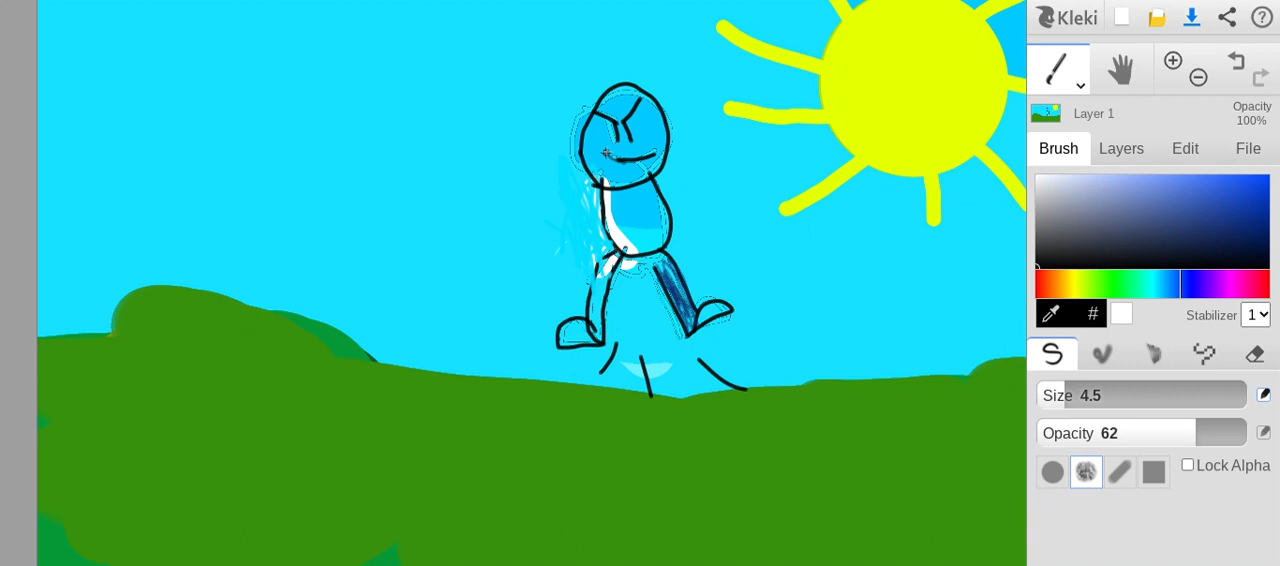 Kleki
Layer 1
Opacity
100%
Brush
Layers
Edit
File
#
Stabilizer
1
Size 4.5
Opacity 62
Lock Alpha